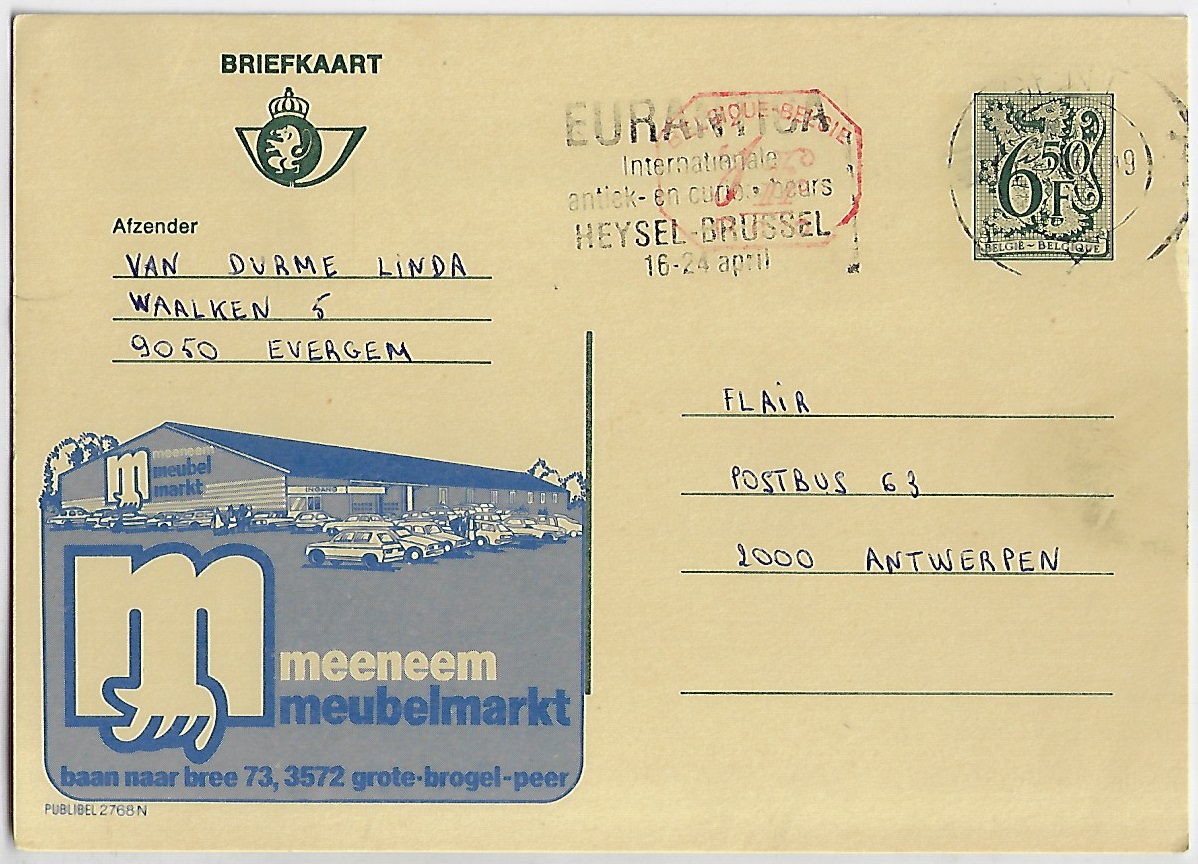 BRIEFKAART
Afzender
VAN DURME LINDA
WAALKEN 5
9050 EVERGEM
EURANTICA
Internationale
antiek- en curio.- beurs
HEYSEL-BRUSSEL
16-24 april
BELGIQUE-BELGIE
6 50 F
BELGIË~BELGIQUE
FLAIR
POSTBUS 63
2000 ANTWERPEN
m meeneem
meubel
markt
INGANG
m meeneem
meubelmarkt
baan naar bree 73, 3572 grote-brogel-peer
PUBLIBEL 2768 N